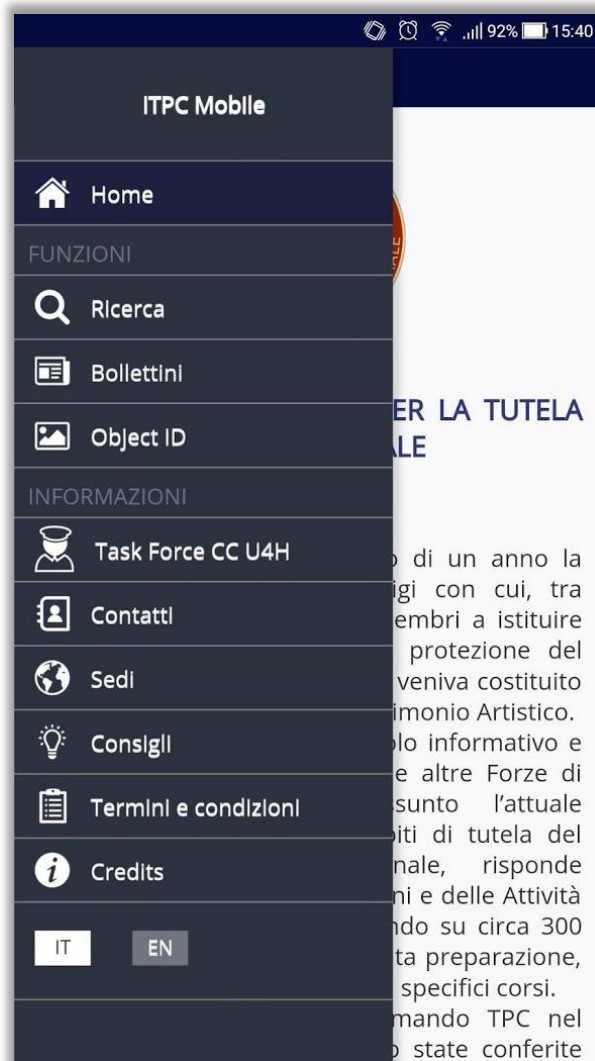 92% 15:40
ITPC Mobile
Home
FUNZIONI
Ricerca
Bollettini
Object ID
INFORMAZIONI
Task Force CC U4H
Contatti
Sedi
Consigli
Termini e condizioni
Credits
IT EN
ALE
ER LA TUTELA
LE
di un anno la
igi con cui, tra
embri a istituire
protezione del
veniva costituito
imonio Artistico.
olo informativo e
e altre Forze di
ssunto l'attuale
iti di tutela del
nale, risponde
ni e delle Attività
ndo su circa 300
ta preparazione,
specifici corsi.
mando TPC nel
state conferite